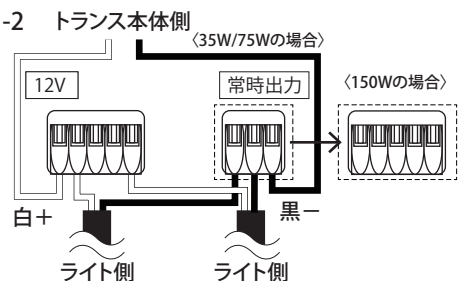 -2 トランス本体側
〈35W/75Wの場合〉
12V
常時出力
〈150Wの場合〉
白＋
黒－
ライト側
ライト側